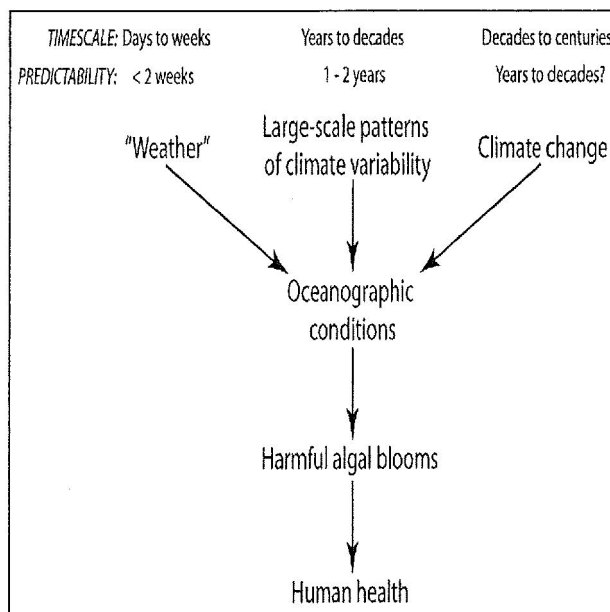 TIMESCALE: Days to weeks Years to decades Decades to centuries
PREDICTABILITY: < 2 weeks 1 - 2 years Years to decades?
"Weather" Large-scale patterns of climate variability Climate change
Oceanographic
conditions
Harmful algal blooms
Human health